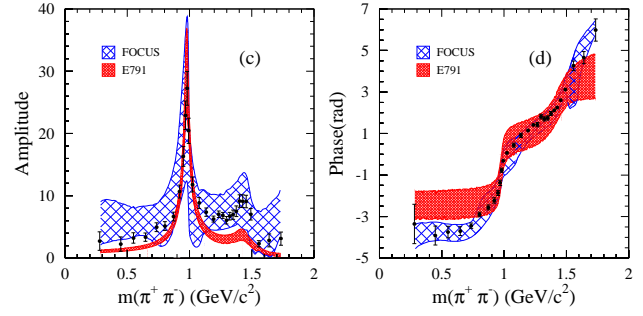 Amplitude
40
30
20
10
0
FOCUS
E791
(c)
0 0.5 1 1.5 2
m(π⁺ π⁻) (GeV/c²)
Phase(rad)
7
5
3
1
-1
-3
-5
FOCUS
E791
(d)
0 0.5 1 1.5 2
m(π⁺ π⁻) (GeV/c²)